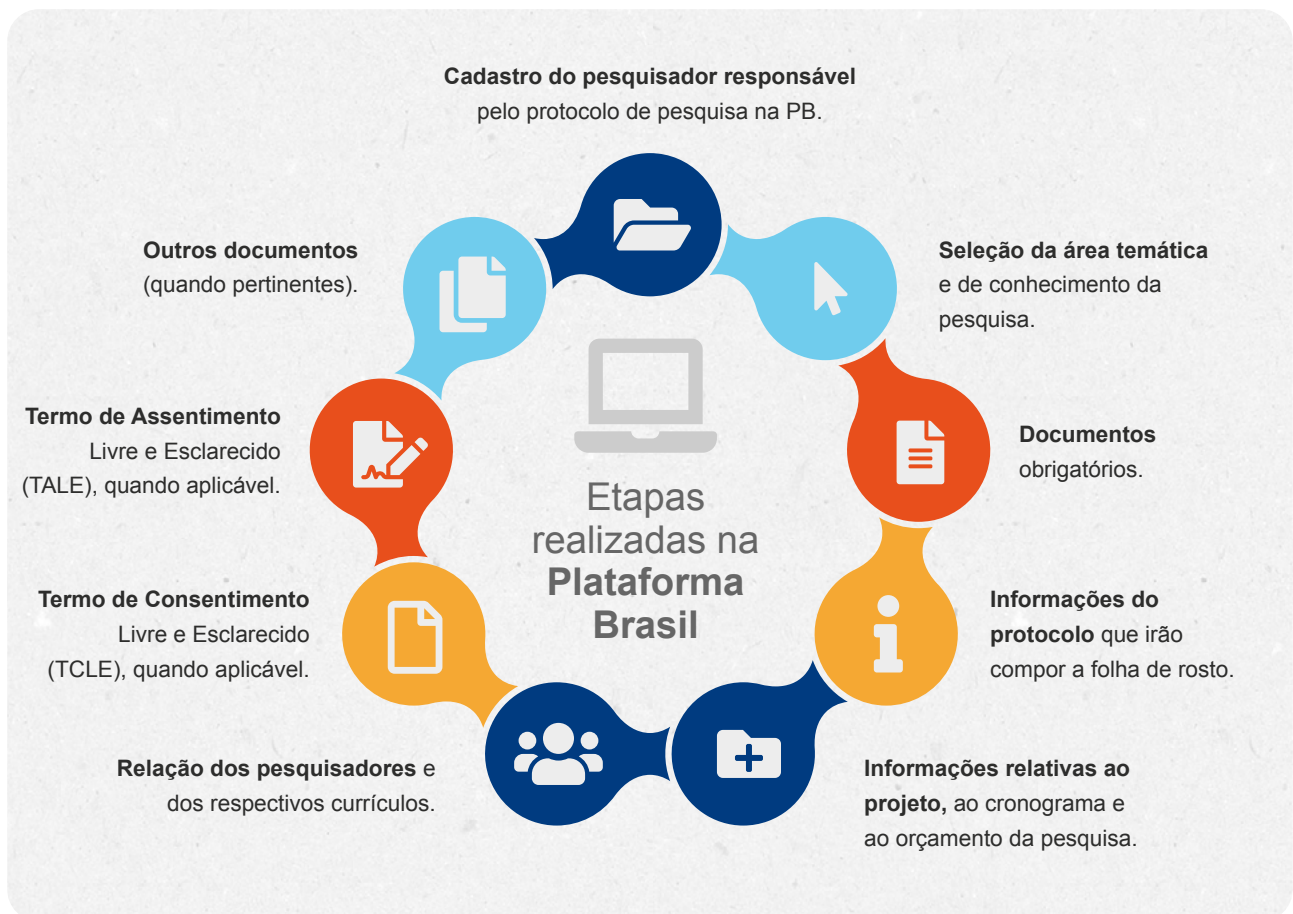 Cadastro do pesquisador responsável
pelo protocolo de pesquisa na PB.
Seleção da área temática
e de conhecimento da
pesquisa.
Documentos
obrigatórios.
Informações do
protocolo que irão
compor a folha de rosto.
Informações relativas ao
projeto, ao cronograma e
ao orçamento da pesquisa.
Relação dos pesquisadores e
dos respectivos currículos.
Termo de Consentimento
Livre e Esclarecido
(TCLE), quando aplicável.
Termo de Assentimento
Livre e Esclarecido
(TALE), quando aplicável.
Outros documentos
(quando pertinentes).
Etapas
realizadas na
Plataforma
Brasil